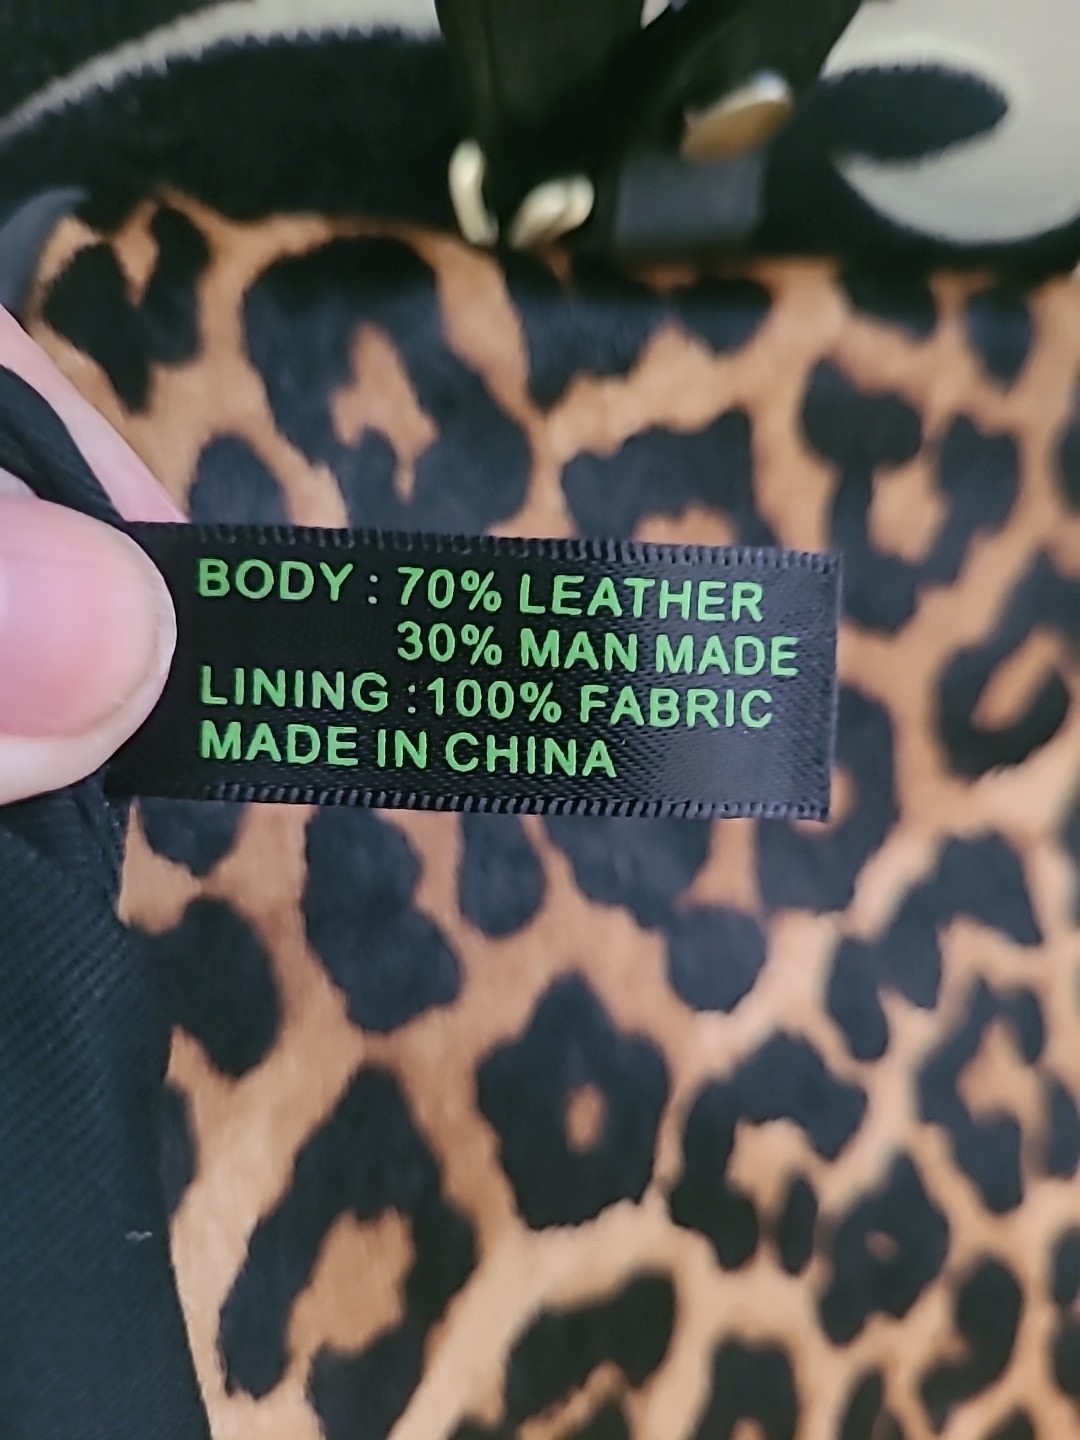 BODY : 70% LEATHER
30% MAN MADE
LINING :100% FABRIC
MADE IN CHINA